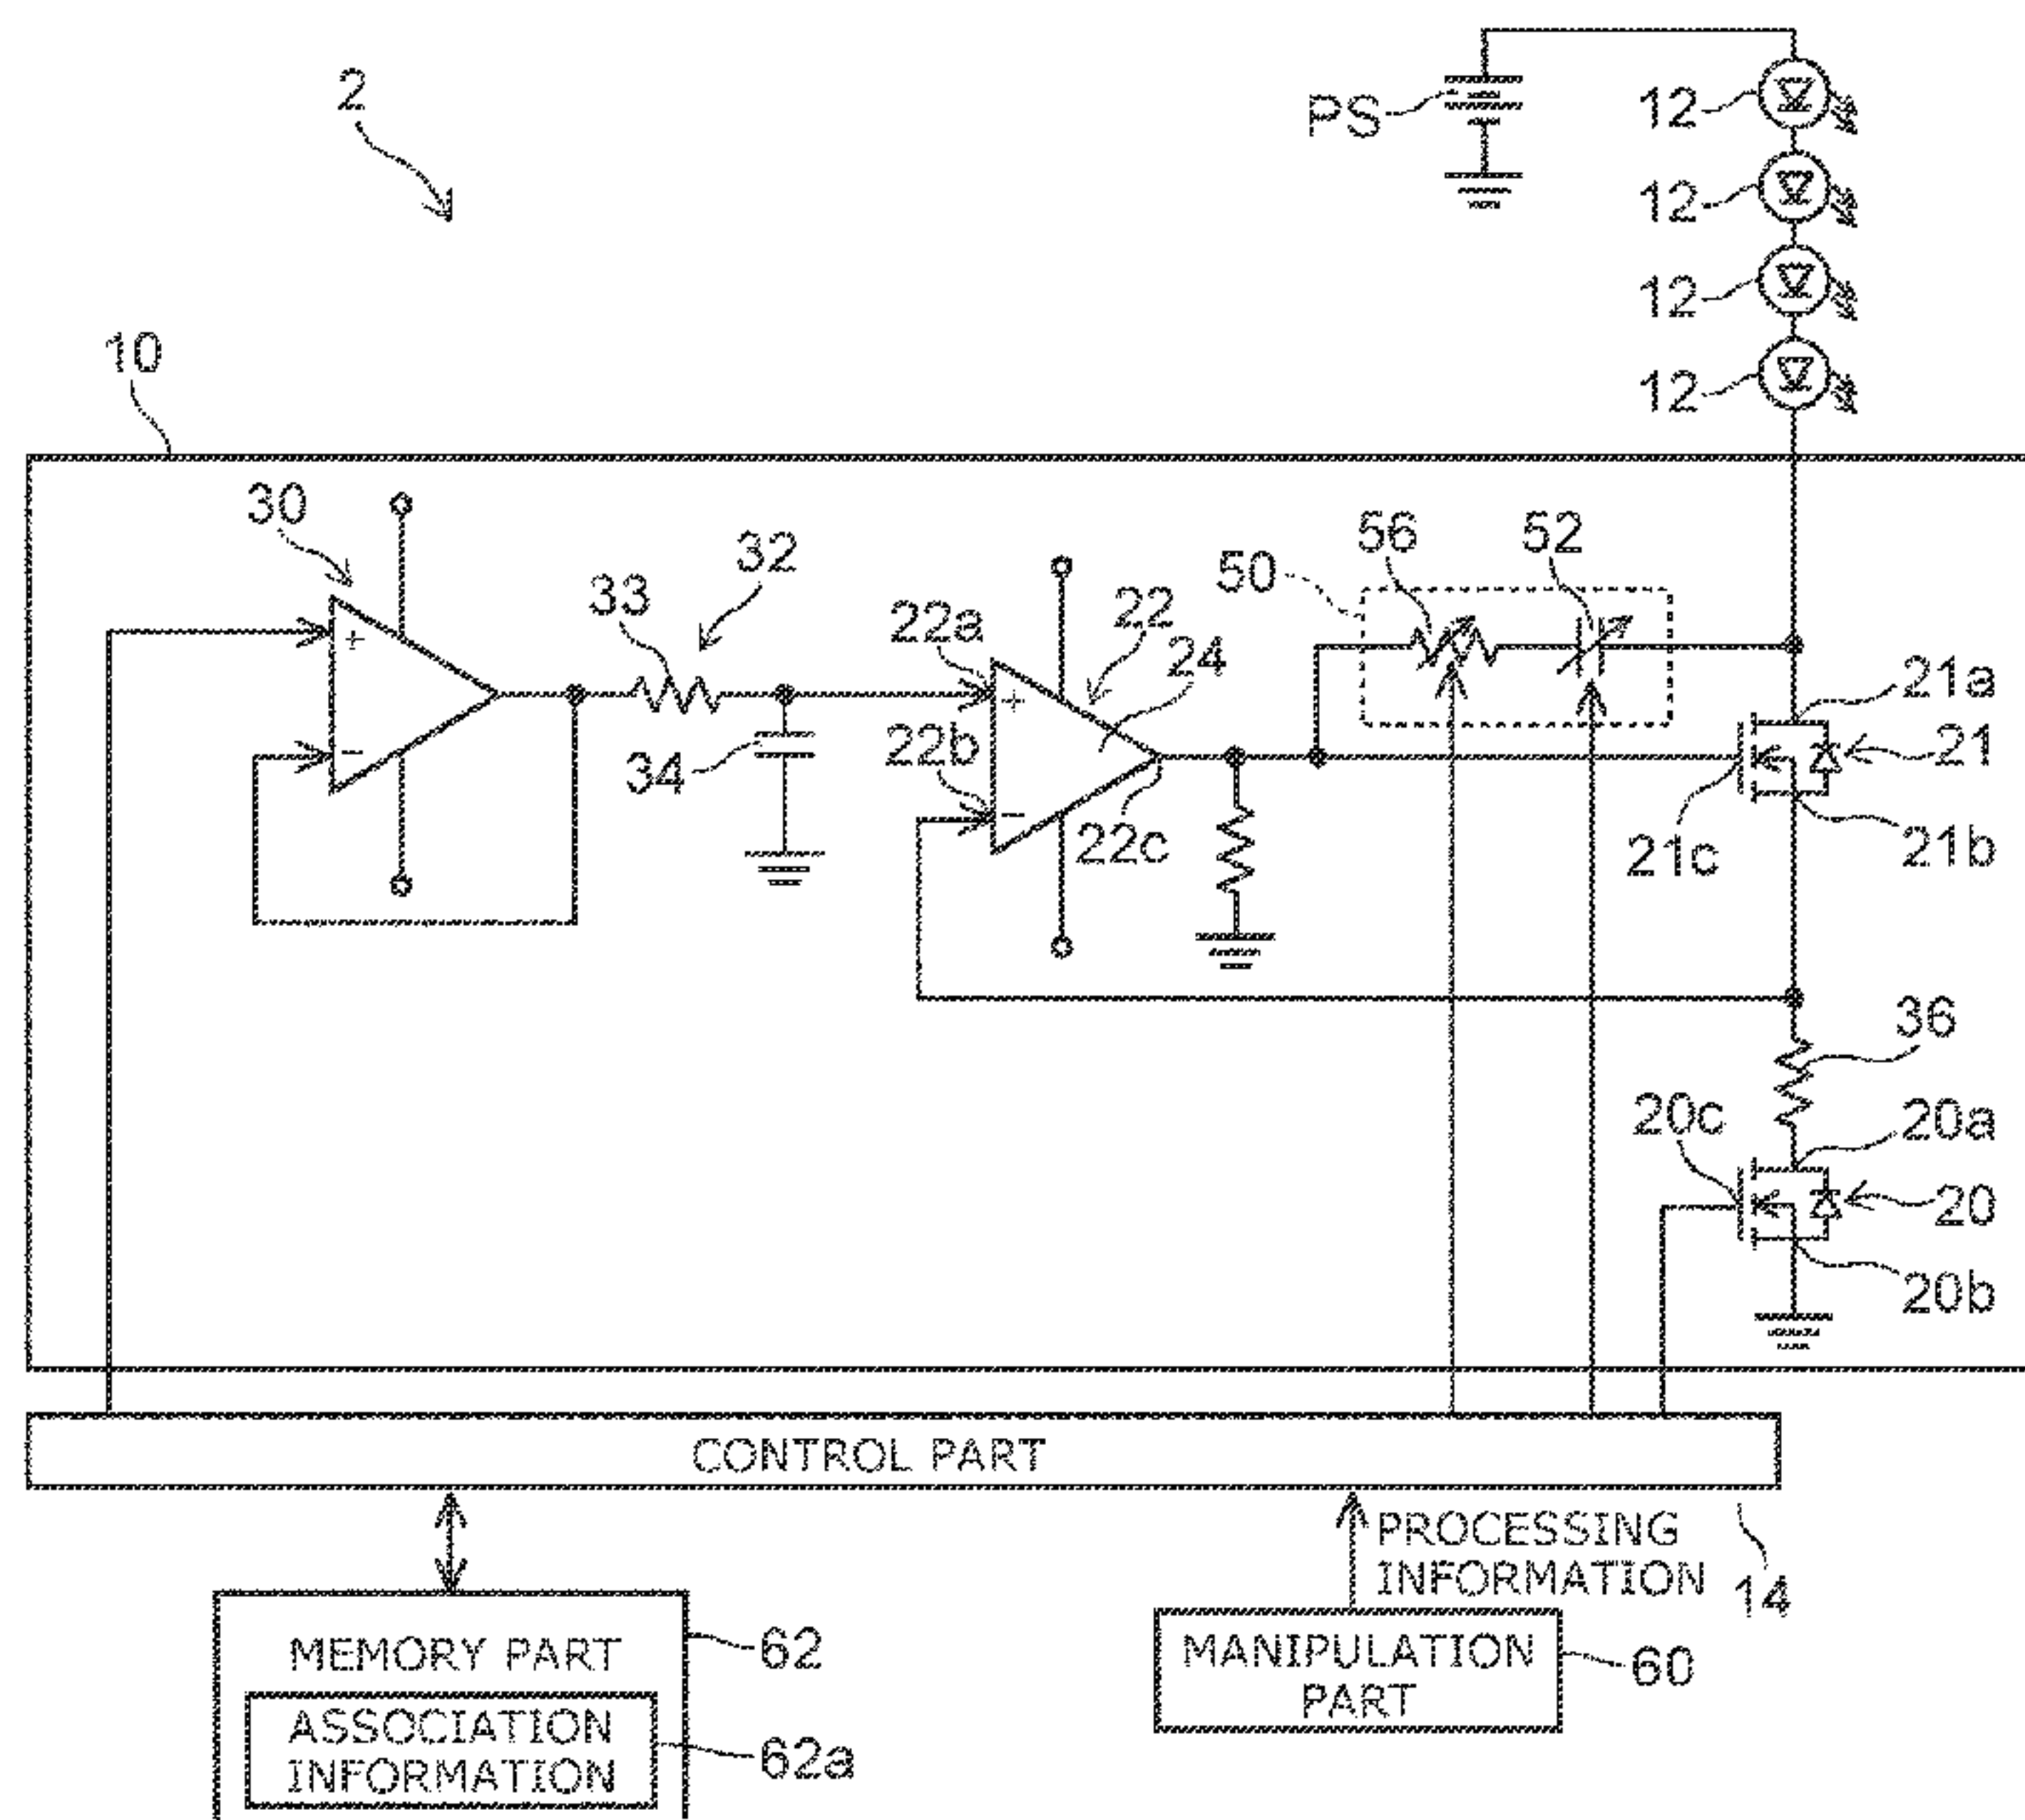 2
PS
12
12
12
12
10
30
33
32
34
+
−
22a
22b
22
24
22c
+
−
50
56
52
21a
21
21b
21c
36
20c
20a
20
20b
CONTROL PART
14
PROCESSING
INFORMATION
MEMORY PART
62
ASSOCIATION
INFORMATION
62a
MANIPULATION
PART
60